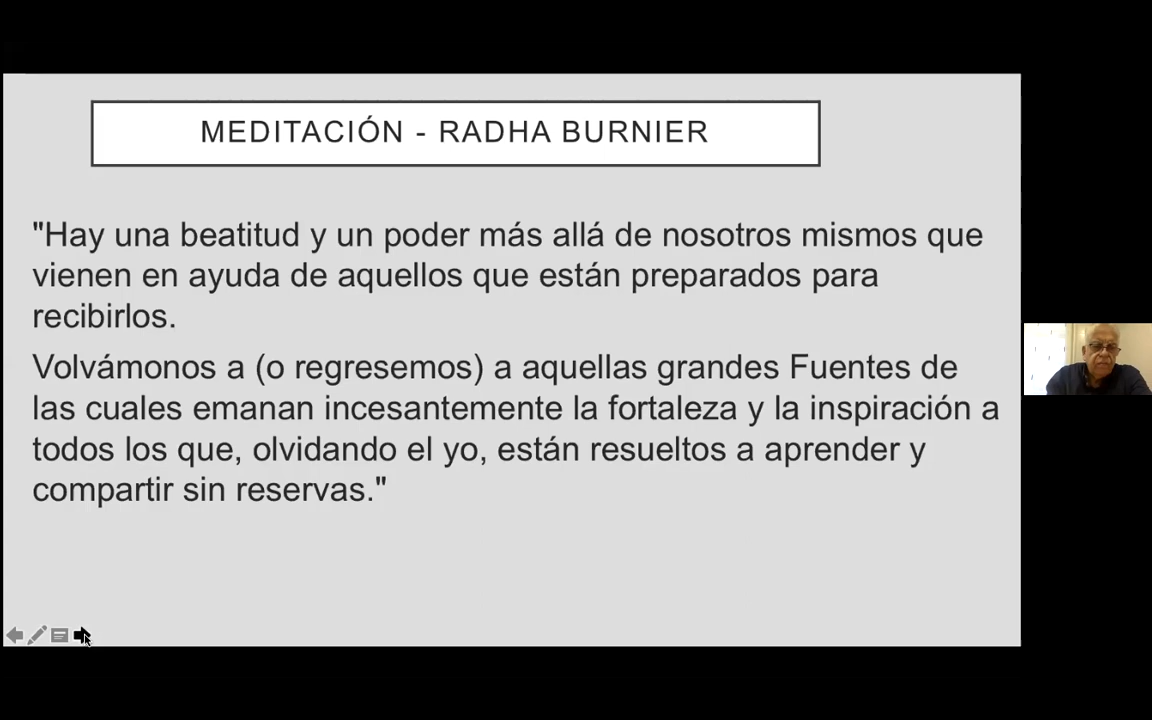 MEDITACIÓN - RADHA BURNIER
"Hay una beatitud y un poder más allá de nosotros mismos que
vienen en ayuda de aquellos que están preparados para
recibirlos.
Volvámonos a (o regresemos) a aquellas grandes Fuentes de
las cuales emanan incesantemente la fortaleza y la inspiración a
todos los que, olvidando el yo, están resueltos a aprender y
compartir sin reservas."